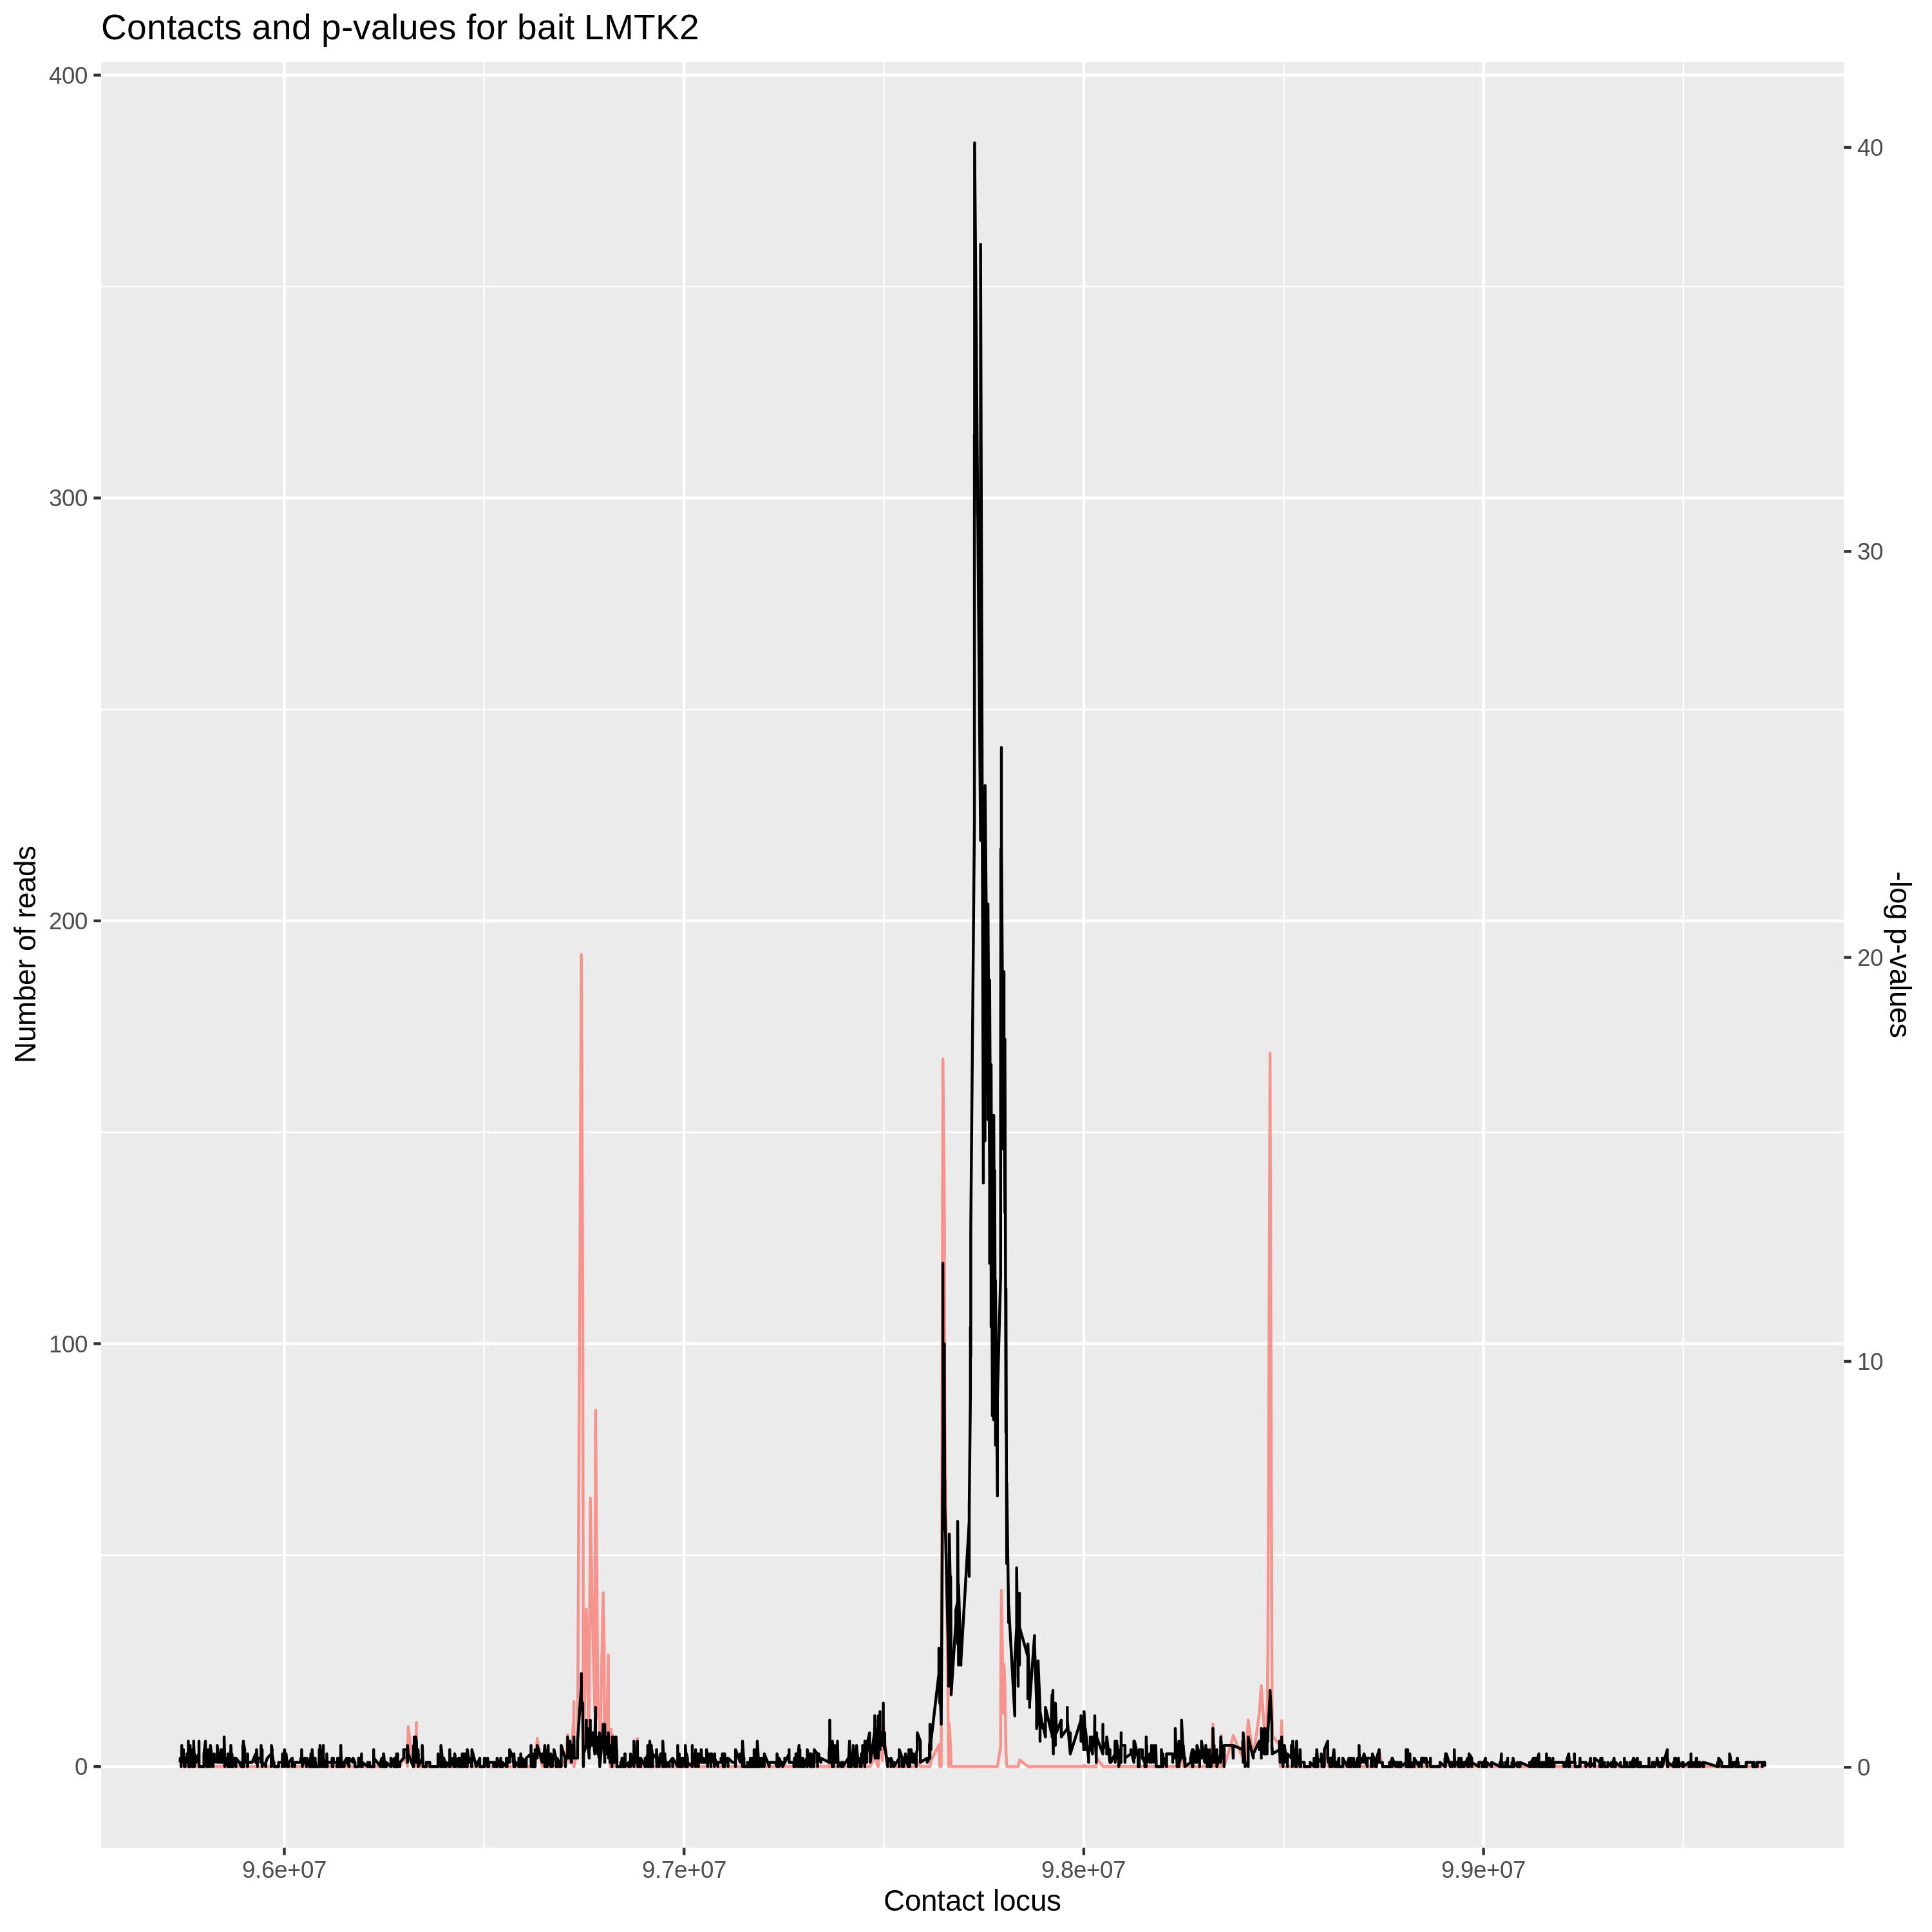 Contacts and p-values for bait LMTK2
400
300
200
100
0
Number of reads
40
30
20
10
0
-log p-values
9.6e+07
9.7e+07
9.8e+07
9.9e+07
Contact locus